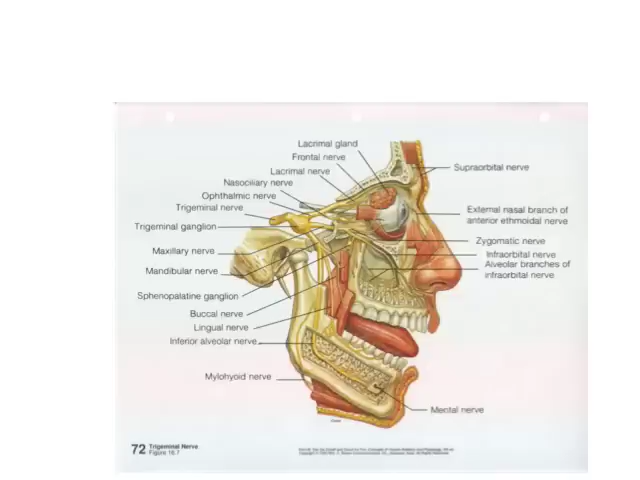 Lacrimal gland
Frontal nerve
Lacrimal nerve
Nasociliary nerve
Ophthalmic nerve
Trigeminal nerve
Trigeminal ganglion
Maxillary nerve
Mandibular nerve
Sphenopalatine ganglion
Buccal nerve
Lingual nerve
Inferior alveolar nerve
Mylohyoid nerve
Supraorbital nerve
External nasal branch of
anterior ethmoidal nerve
Zygomatic nerve
Infraorbital nerve
Alveolar branches of
infraorbital nerve
Mental nerve
72 Trigeminal Nerve
Figure 16.7